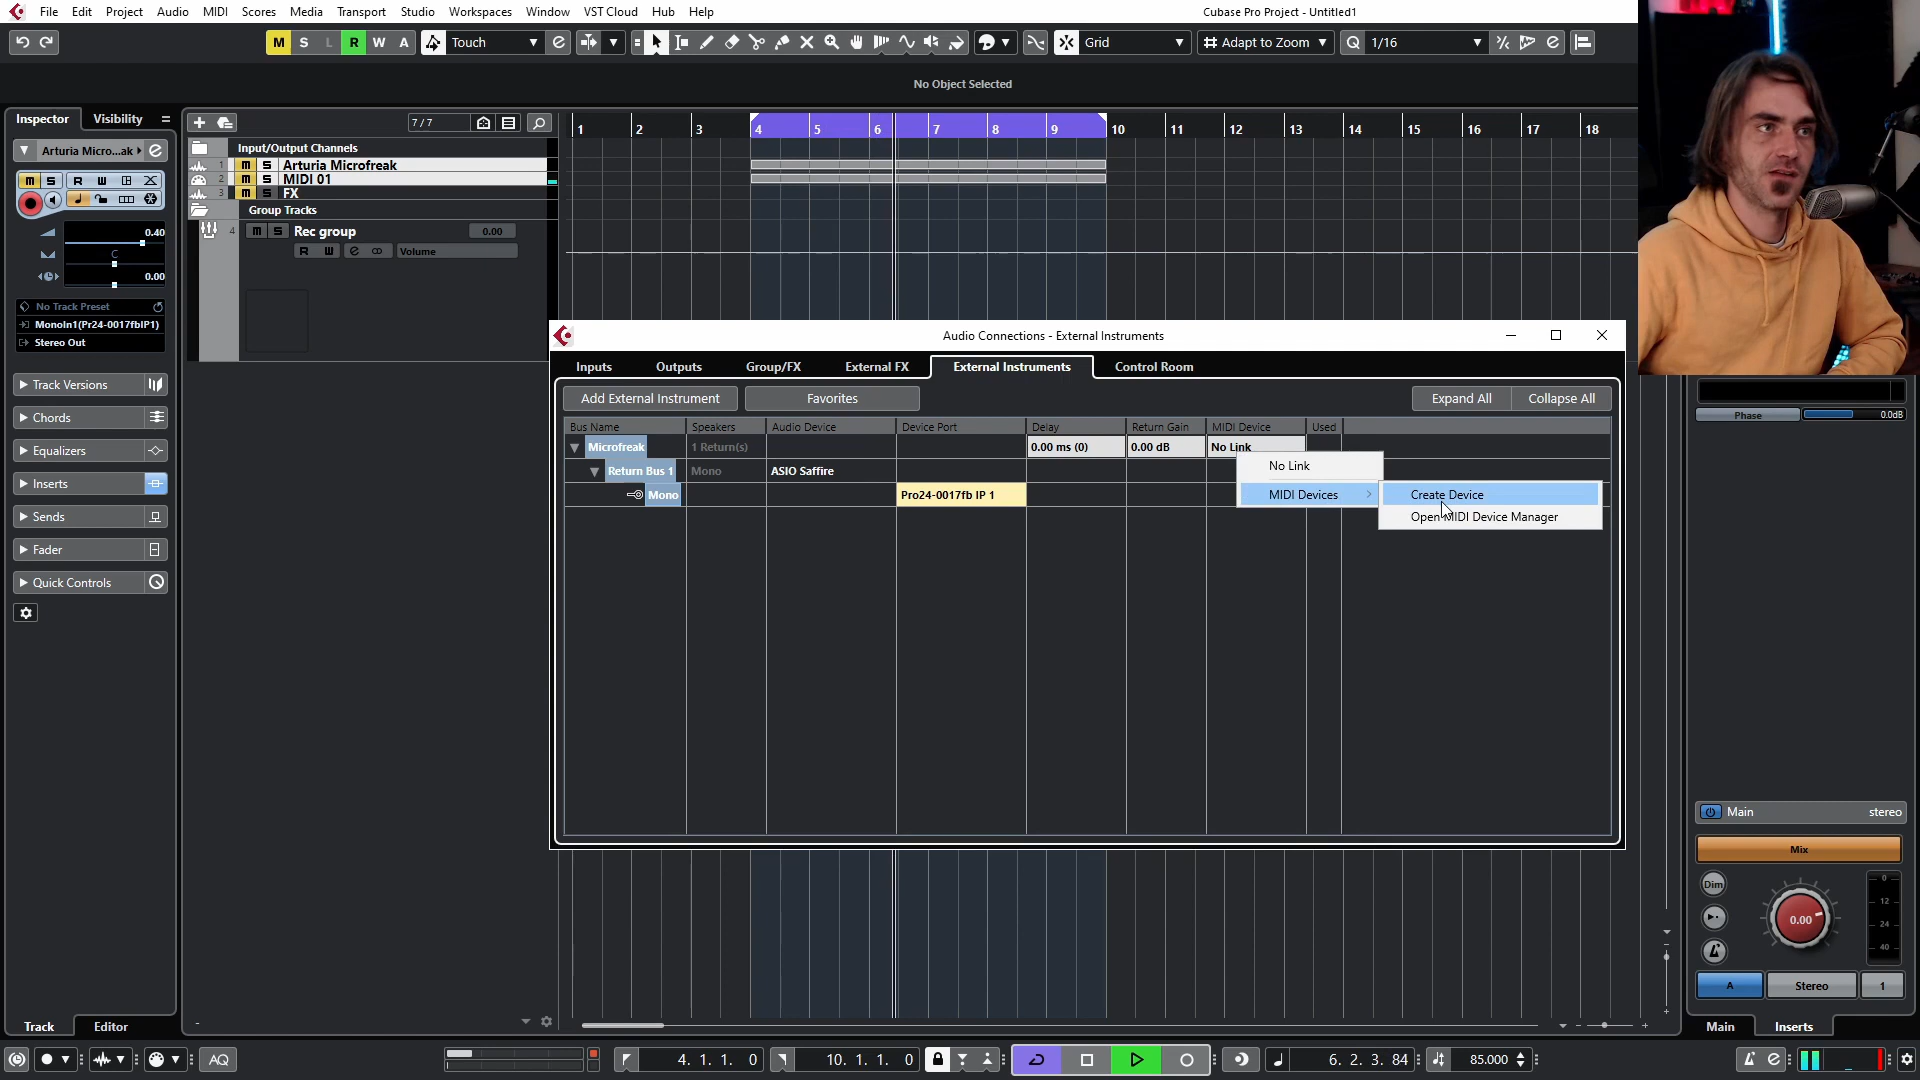 File Edit Project Audio MIDI Scores Media Transport Studio Workspaces Window VST Cloud Hub Help
Cubase Pro Project - Untitled1
M S L R W A Touch Grid Adapt to Zoom Q 1/16
No Object Selected
Inspector Visibility
7 / 7
1 2 3 4 5 6 7 8 9 10 11 12 13 14 15 16 17 18
Arturia Micro...ak
Input/Output Channels
1 m S Arturia Microfreak
2 m S MIDI 01
3 m S FX
Group Tracks
4 m S Rec group 0.00
R W e Volume
m S R W
0.40
C
0.00
No Track Preset
MonoIn1(Pr24-0017fbIP1)
Stereo Out
Track Versions
Chords
Equalizers
Inserts
Sends
Fader
Quick Controls
Audio Connections - External Instruments
Inputs Outputs Group/FX External FX External Instruments Control Room
Add External Instrument Favorites Expand All Collapse All
Bus Name Speakers Audio Device Device Port Delay Return Gain MIDI Device Used
Microfreak 1 Return(s) 0.00 ms (0) 0.00 dB No Link
Return Bus 1 Mono ASIO Saffire
Mono Pro24-0017fb IP 1
No Link
MIDI Devices
Create Device
Open MIDI Device Manager
Phase 0.0dB
Main stereo
Mix
Dim
0.00
0
12
24
40
A Stereo 1
Main Inserts
Track Editor
AQ 4. 1. 1. 0 10. 1. 1. 0 6. 2. 3. 84 85.000